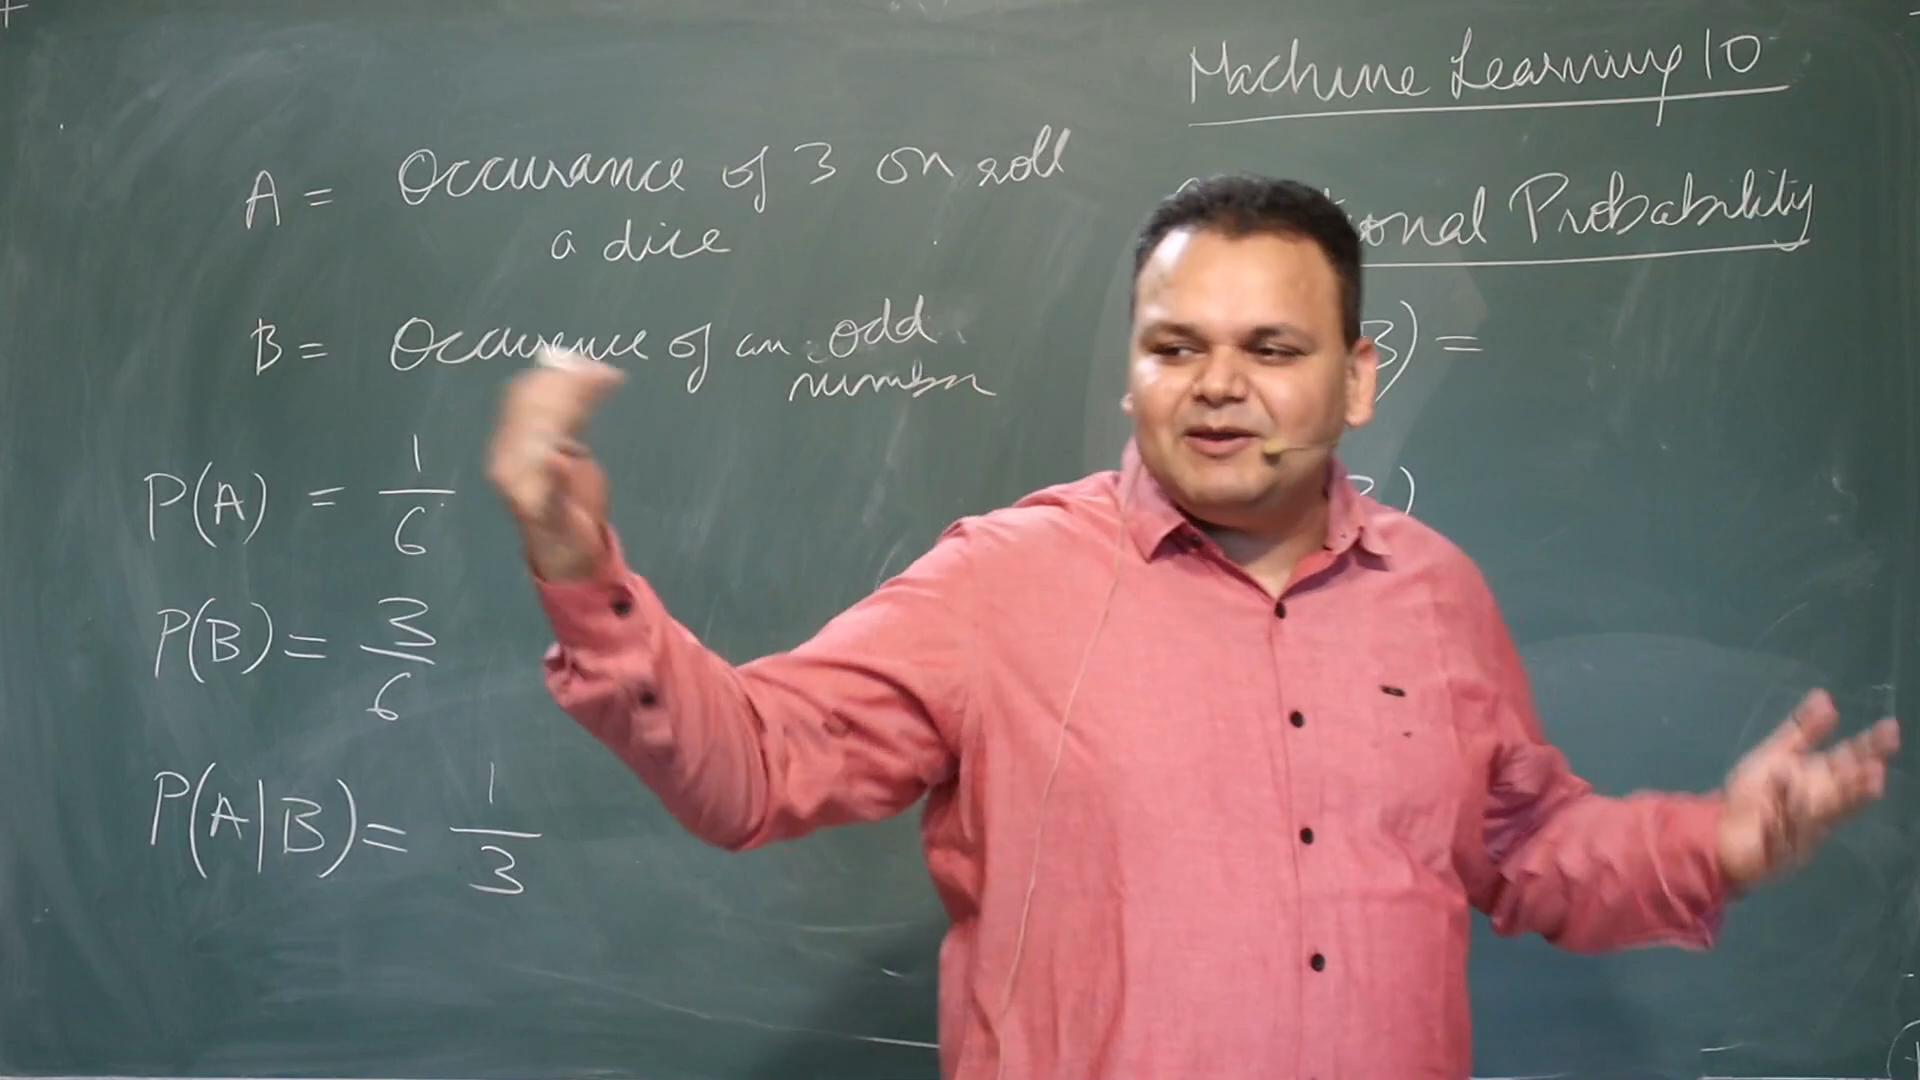 Machine Learning 10
A = Occurance of 3 on roll
a dice
onal Probability
B = Occurence of an odd
number
) =
P(A) = 1/6
)
P(B) = 3/6
P(A|B) = 1/3